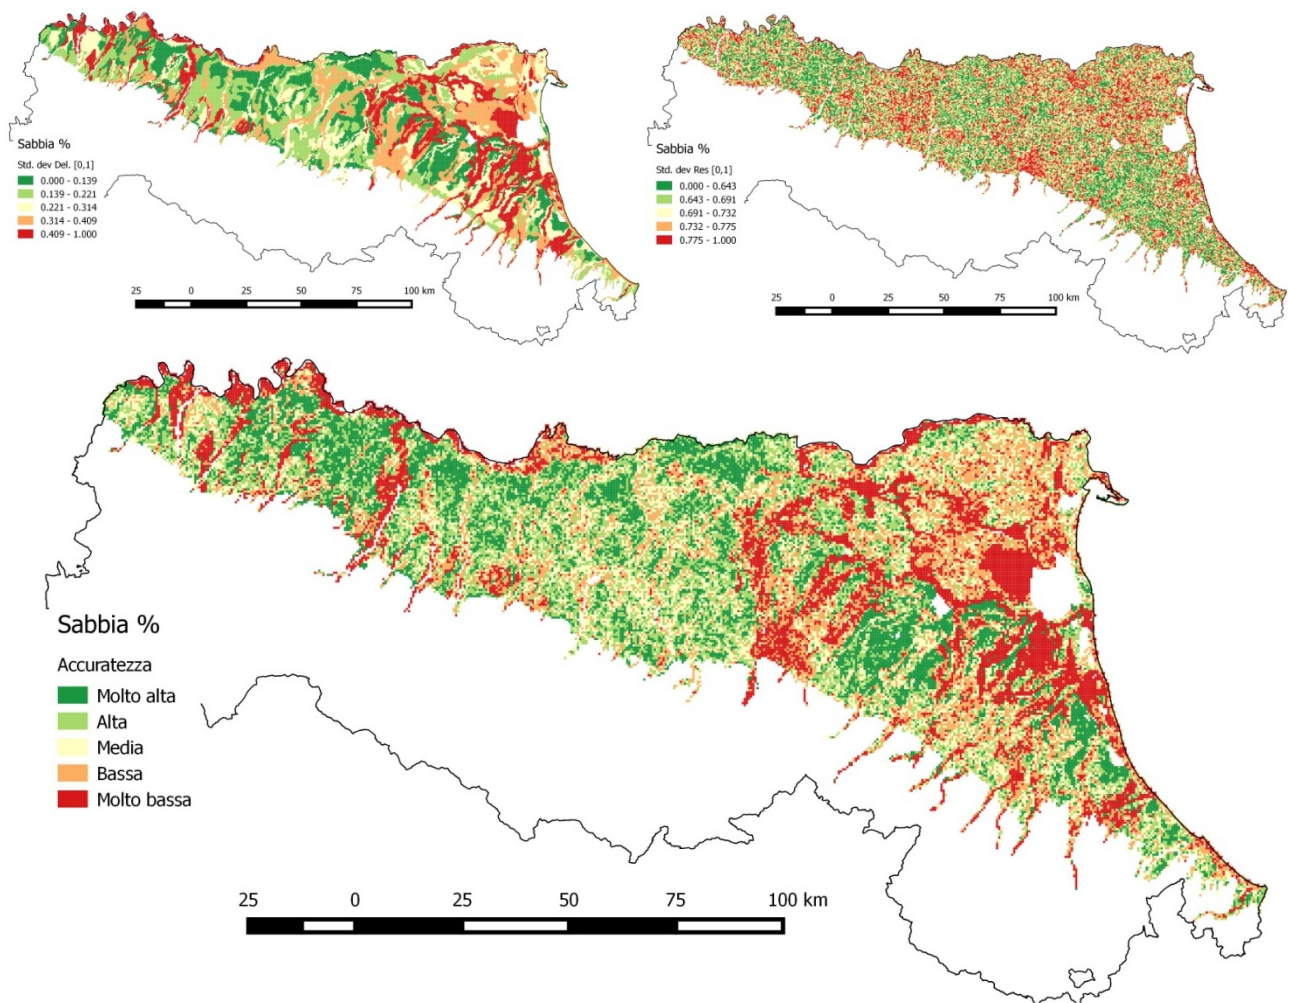 Sabbia %
Std. dev Del. [0,1]
0.000 - 0.139
0.139 - 0.221
0.221 - 0.314
0.314 - 0.409
0.409 - 1.000
25 0 25 50 75 100 km
Sabbia %
Std. dev Res [0,1]
0.000 - 0.643
0.643 - 0.691
0.691 - 0.732
0.732 - 0.775
0.775 - 1.000
25 0 25 50 75 100 km
Sabbia %
Accuratezza
Molto alta
Alta
Media
Bassa
Molto bassa
25 0 25 50 75 100 km